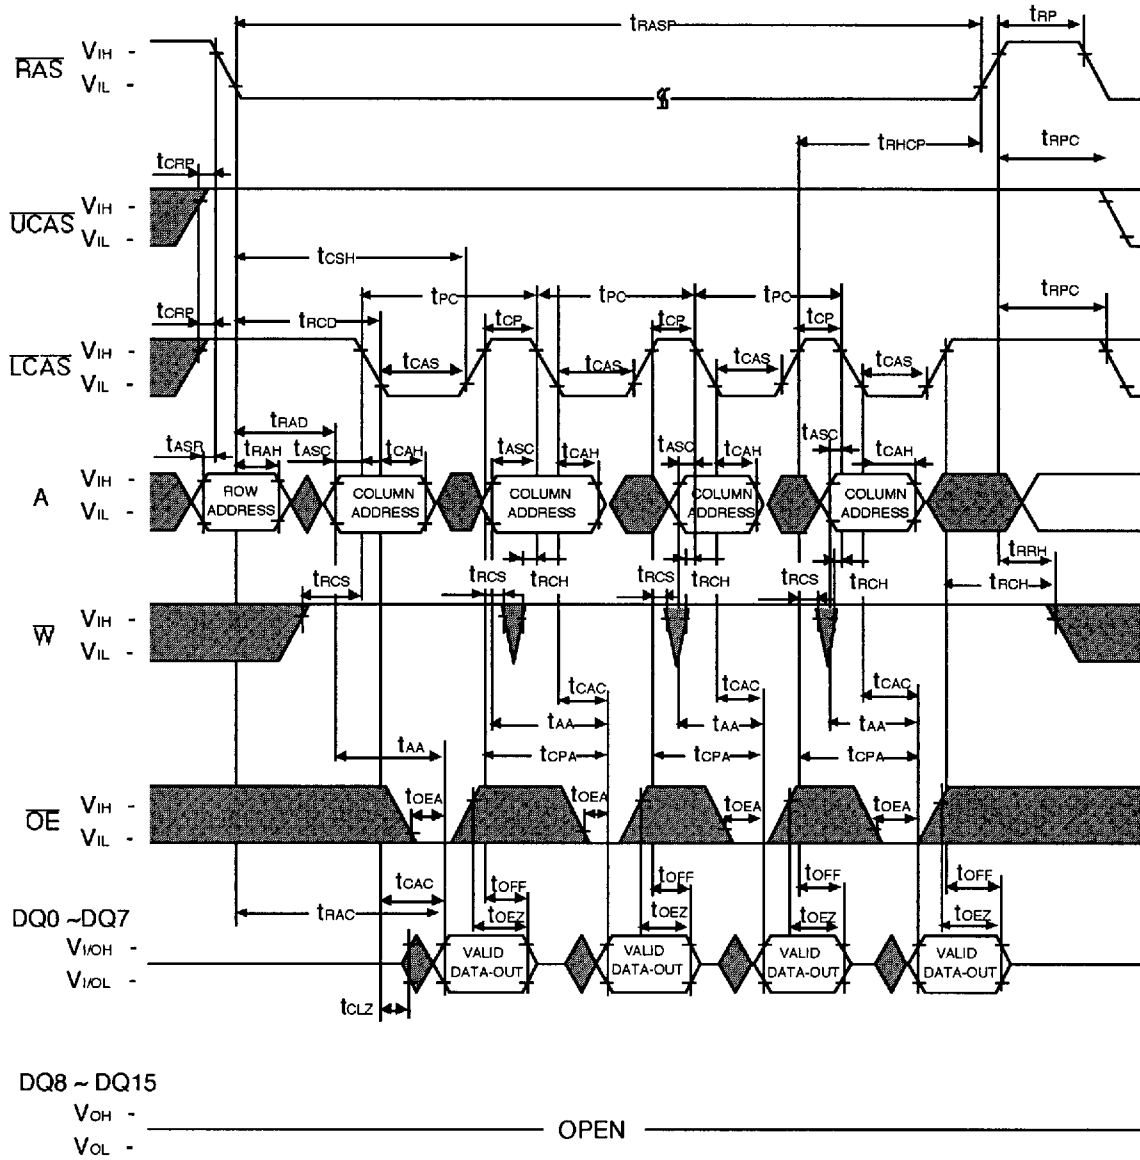 tRASP
tRP
RAS
VIH -
VIL -
tRHCP
tRPC
tCRP
UCAS
VIH -
VIL -
tCSH
tPC
tPC
tPC
tRPC
tCRP
tRCD
tCP
tCP
tCP
LCAS
VIH -
VIL -
tCAS
tCAS
tCAS
tCAS
tRAD
tASR
tRAH
tASC
tCAH
tASC
tCAH
tASC
tCAH
tASC
tCAH
A
VIH -
VIL -
ROW
ADDRESS
COLUMN
ADDRESS
COLUMN
ADDRESS
COLUMN
ADDRESS
COLUMN
ADDRESS
tRRH
tRCS
tRCS
tRCH
tRCS
tRCH
tRCS
tRCH
tRCH
W
VIH -
VIL -
tCAC
tCAC
tCAC
tAA
tAA
tAA
tAA
tCPA
tCPA
tCPA
OE
VIH -
VIL -
tOEA
tOEA
tOEA
tOEA
tCAC
tOFF
tOFF
tOFF
tOFF
tRAC
tOEZ
tOEZ
tOEZ
tOEZ
DQ0 ~DQ7
VI/OH -
VI/OL -
VALID
DATA-OUT
VALID
DATA-OUT
VALID
DATA-OUT
VALID
DATA-OUT
tCLZ
DQ8 ~ DQ15
VOH -
VOL -
OPEN